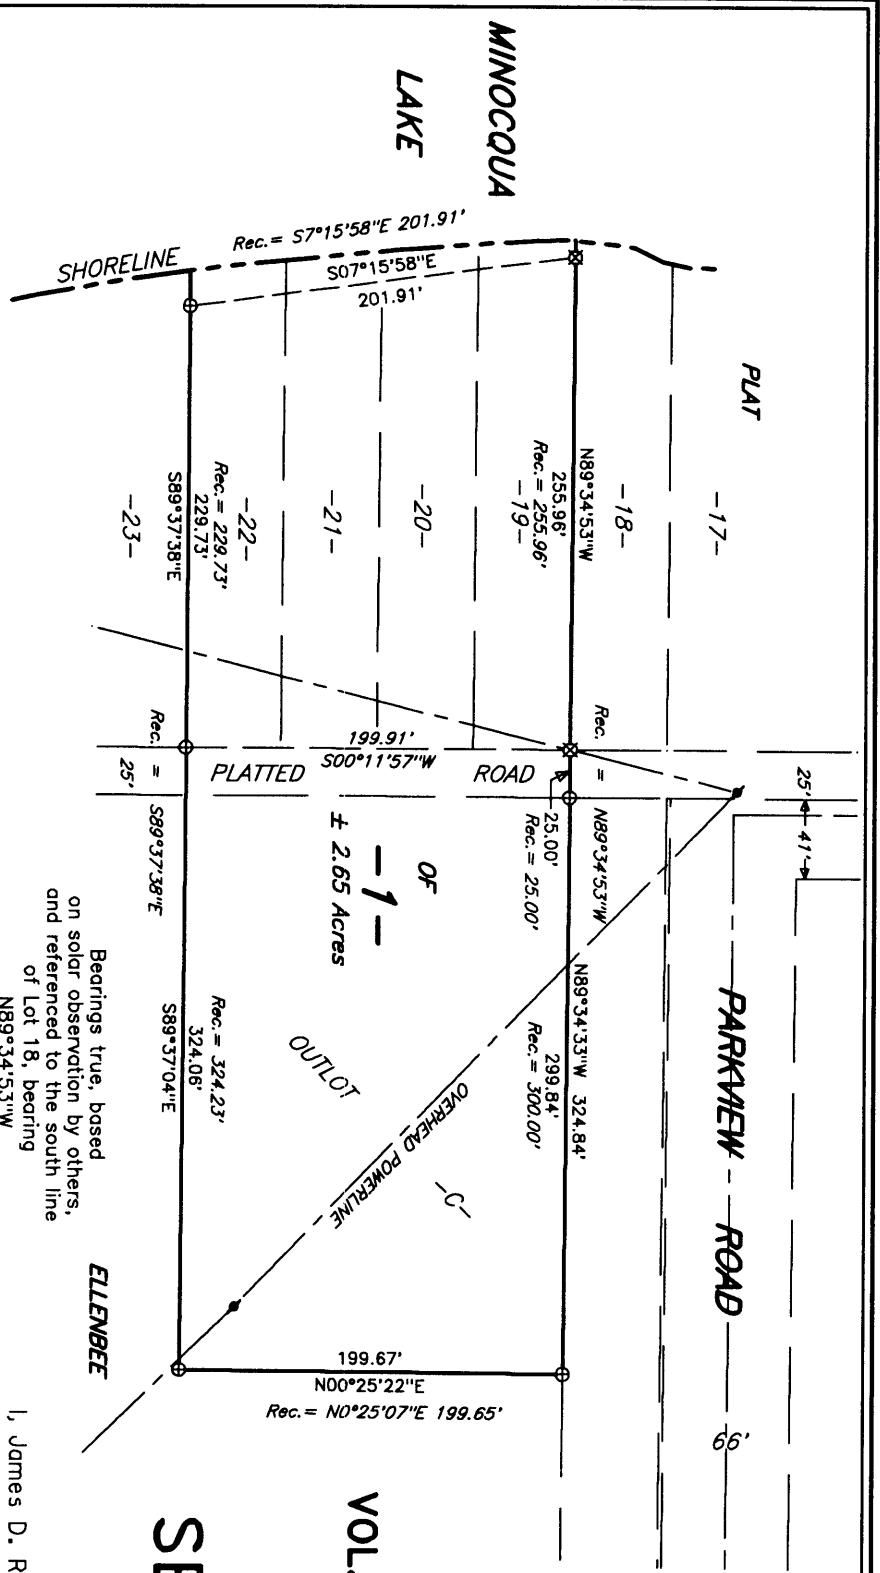 MINOCQUA
LAKE
PLAT
SHORELINE
Rec.= S7°15'58"E 201.91'
S07°15'58"E
201.91'
-17-
-18-
N89°34'53"W
255.96'
Rec.= 255.96'
-19-
-20-
-21-
-22-
Rec.= 229.73'
229.73'
S89°37'38"E
-23-
199.91'
S00°11'57"W
PLATTED ROAD
Rec. =
N89°34'53"W
25.00'
Rec.= 25.00'
Rec. =
25'
S89°37'38"E
25'
41'
OF
-1-
± 2.65 Acres
OUTLOT
-C-
OVERHEAD POWERLINE
N89°34'33"W 324.84'
299.84'
Rec.= 300.00'
Rec.= 324.23'
324.06'
S89°37'04"E
PARKVIEW ROAD
66'
199.67'
N00°25'22"E
Rec.= N0°25'07"E 199.65'
Bearings true, based
on solar observation by others,
and referenced to the south line
of Lot 18, bearing
N89°34'53"W
ELLENBEE
VOL.
SE
I, James D. R